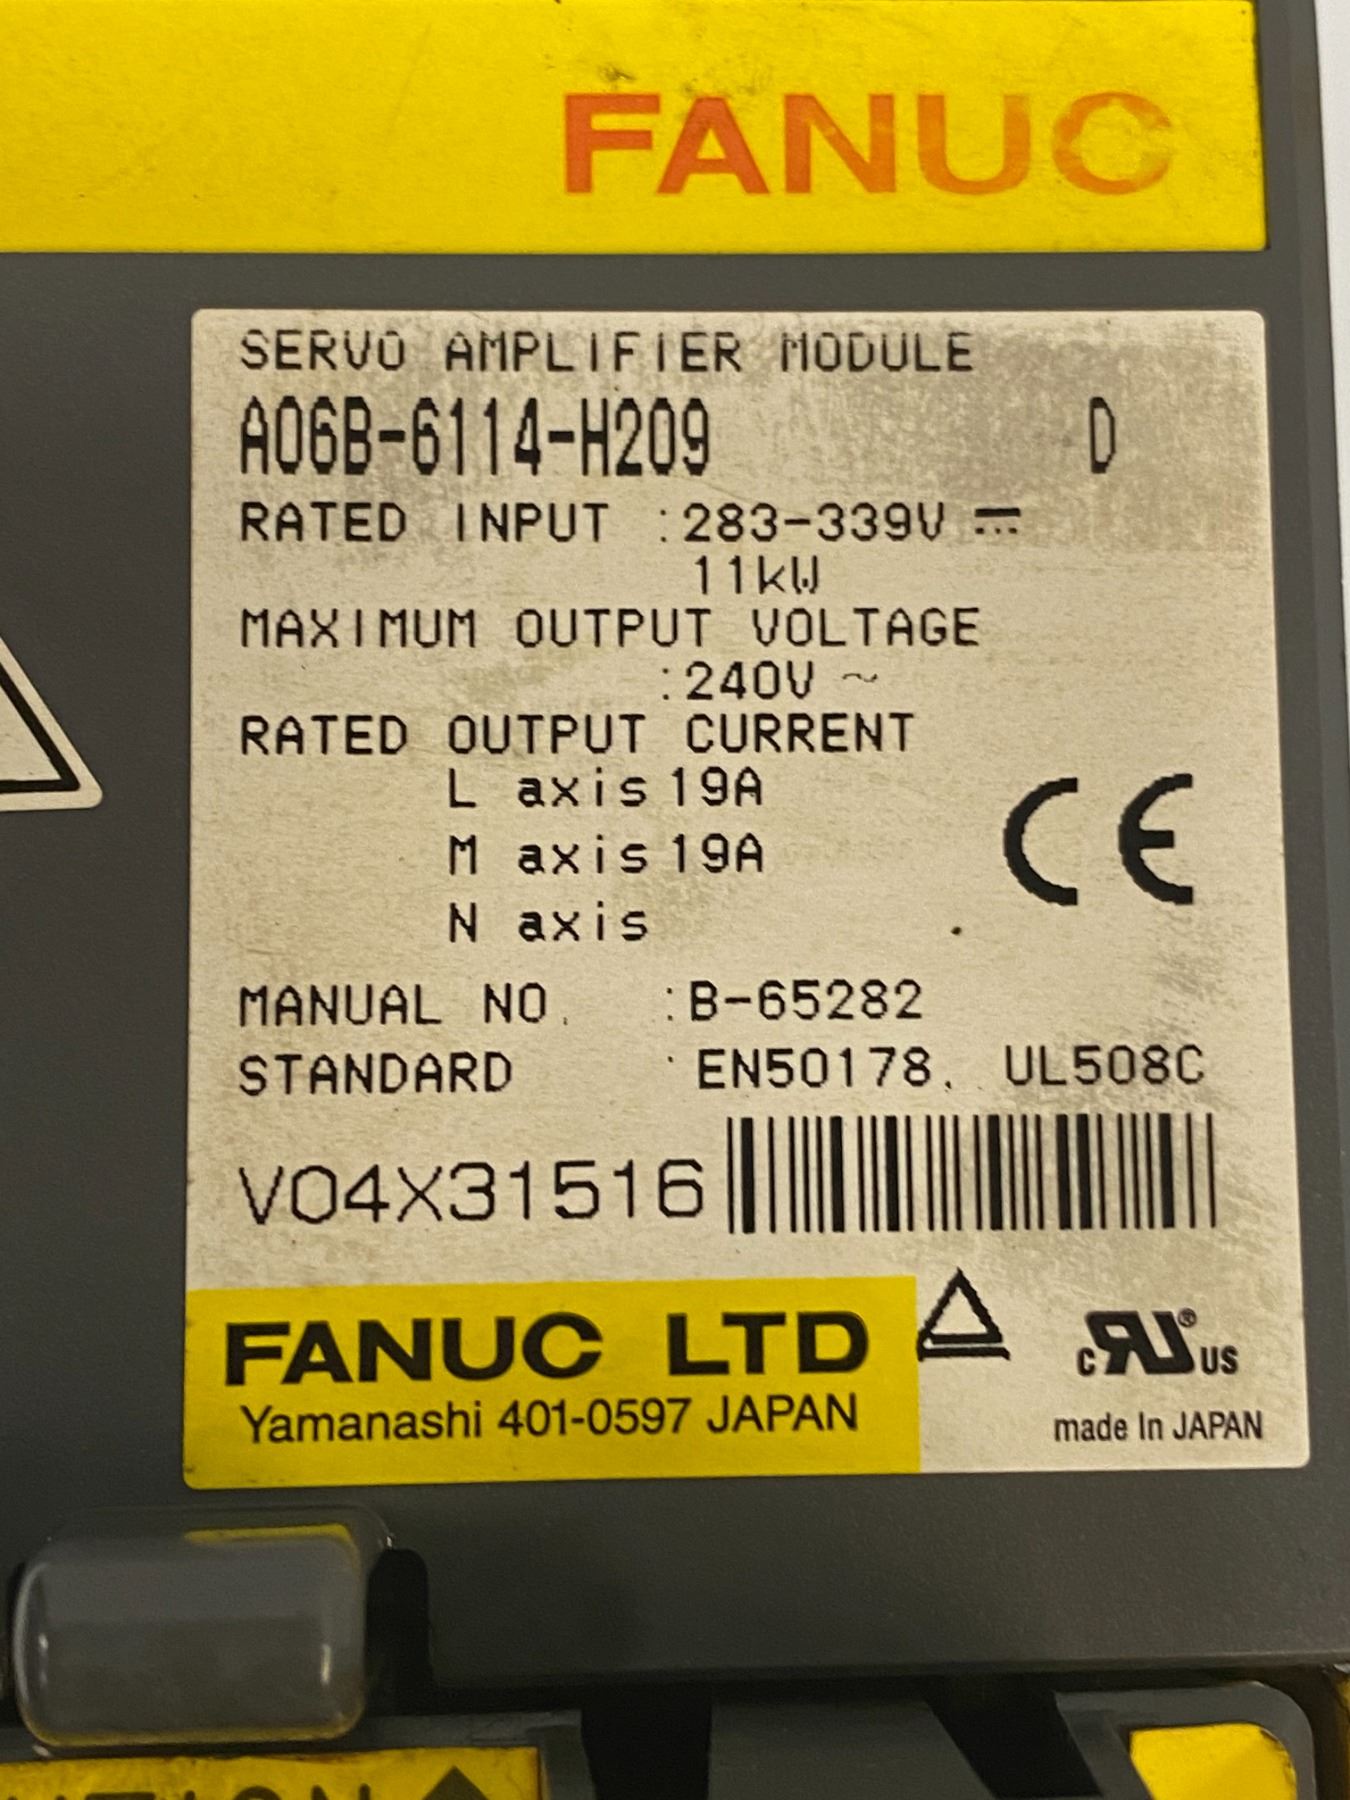 FANUC
SERVO AMPLIFIER MODULE
A06B-6114-H209 D
RATED INPUT :283-339V ⎓
11kW
MAXIMUM OUTPUT VOLTAGE
:240V ~
RATED OUTPUT CURRENT
L axis 19A
M axis 19A
N axis
CE
MANUAL NO. :B-65282
STANDARD : EN50178, UL508C
V04X31516
FANUC LTD
Yamanashi 401-0597 JAPAN
c RU ® US
made In JAPAN